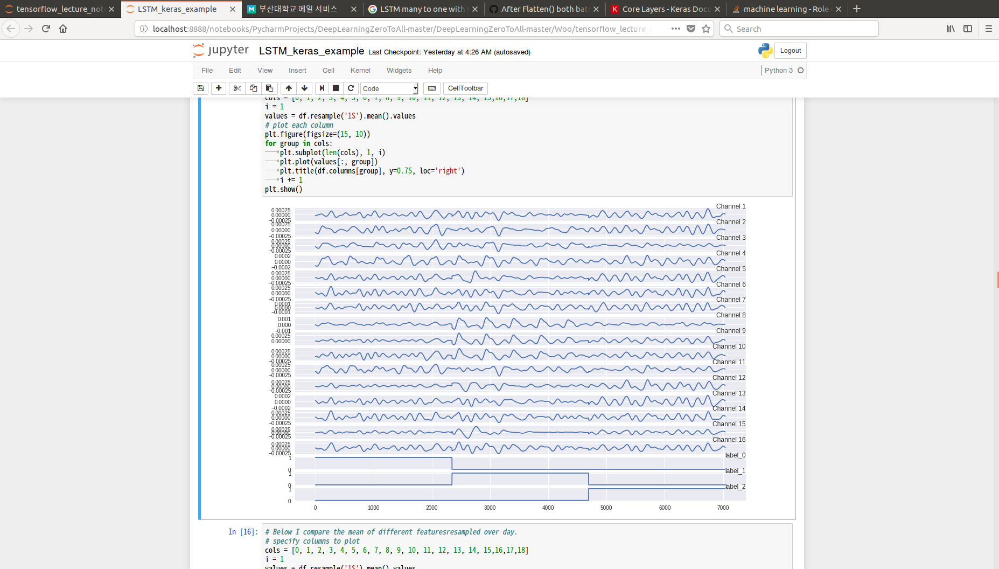 tensorflow_lecture_not
LSTM_keras_example
부산대학교 메일 서비스
LSTM many to one with
After Flatten() both bat
Core Layers - Keras Docu
machine learning - Role
localhost:8888/notebooks/PycharmProjects/DeepLearningZeroToAll-master/DeepLearningZeroToAll-master/Woo/tensorflow_lecture_
Search
jupyter LSTM_keras_example Last Checkpoint: Yesterday at 4:26 AM (autosaved)
Logout
File Edit View Insert Cell Kernel Widgets Help
Python 3
Code
CellToolbar
cols = [0, 1, 2, 3, 4, 5, 6, 7, 8, 9, 10, 11, 12, 13, 14, 15,16,17,18]
i = 1
values = df.resample('1S').mean().values
# plot each column
plt.figure(figsize=(15, 10))
for group in cols:
plt.subplot(len(cols), 1, i)
plt.plot(values[:, group])
plt.title(df.columns[group], y=0.75, loc='right')
i += 1
plt.show()
Channel 1
0.00025
0.00000
−0.00025
Channel 2
0.00025
0.00000
−0.00025
Channel 3
0.00025
0.00000
−0.00025
Channel 4
0.0002
0.0000
−0.0002
Channel 5
0.00025
0.00000
−0.00025
Channel 6
0.00025
0.00000
−0.00025
Channel 7
0.0001
0.0000
−0.0001
Channel 8
0.001
0.000
−0.001
Channel 9
0.00025
0.00000
Channel 10
0.00025
0.00000
−0.00025
Channel 11
0.00025
0.00000
−0.00025
Channel 12
0.00025
0.00000
−0.00025
Channel 13
0.0002
0.0000
−0.0002
Channel 14
0.00025
0.00000
−0.00025
Channel 15
0.00025
0.00000
−0.00025
Channel 16
0.00025
0.00000
−0.00025
label_0
1
0
label_1
1
0
label_2
1
0
0 1000 2000 3000 4000 5000 6000 7000
In [16]:
# Below I compare the mean of different featuresresampled over day.
# specify columns to plot
cols = [0, 1, 2, 3, 4, 5, 6, 7, 8, 9, 10, 11, 12, 13, 14, 15,16,17,18]
i = 1
values = df.resample('1S').mean().values